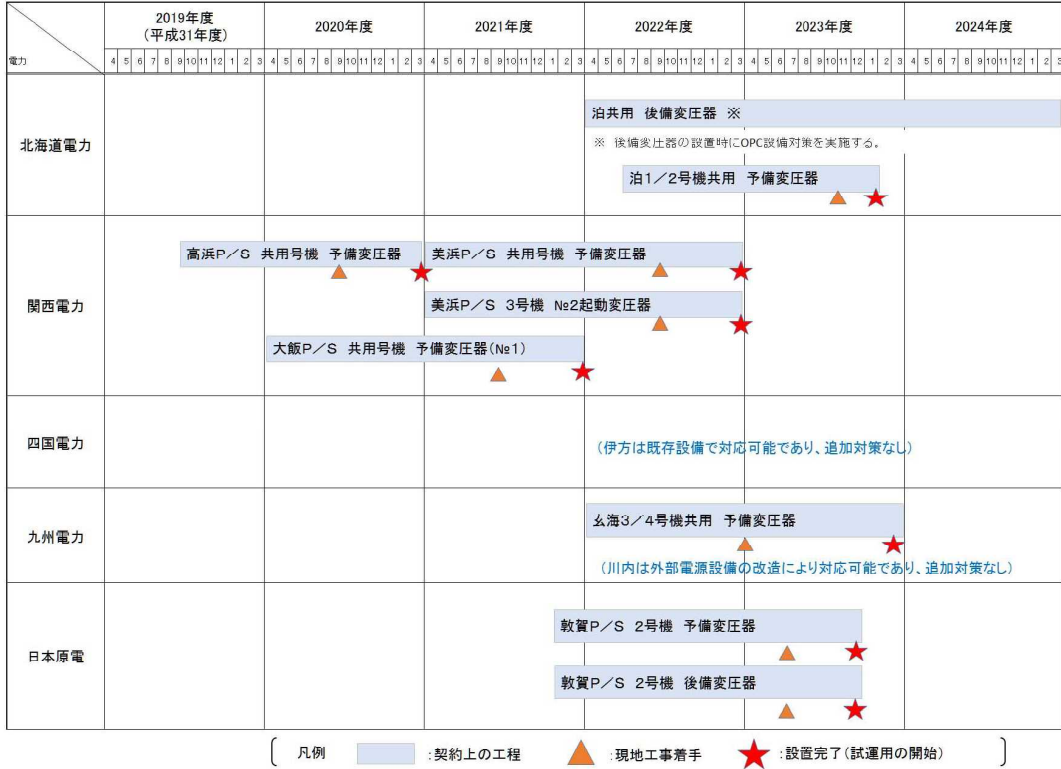 電力
2019年度
(平成31年度)
2020年度
2021年度
2022年度
2023年度
2024年度
4 5 6 7 8 9 10 11 12 1 2 3 4 5 6 7 8 9 10 11 12 1 2 3 4 5 6 7 8 9 10 11 12 1 2 3 4 5 6 7 8 9 10 11 12 1 2 3 4 5 6 7 8 9 10 11 12 1 2 3 4 5 6 7 8 9 10 11 12 1 2 3
北海道電力
泊共用 後備変圧器 ※
※ 後備変圧器の設置時にOPC設備対策を実施する。
泊1/2号機共用 予備変圧器
関西電力
高浜P/S 共用号機 予備変圧器
美浜P/S 共用号機 予備変圧器
美浜P/S 3号機 №2起動変圧器
大飯P/S 共用号機 予備変圧器(№1)
四国電力
(伊方は既存設備で対応可能であり、追加対策なし)
九州電力
玄海3/4号機共用 予備変圧器
(川内は外部電源設備の改造により対応可能であり、追加対策なし)
日本原電
敦賀P/S 2号機 予備変圧器
敦賀P/S 2号機 後備変圧器
凡例 :契約上の工程 :現地工事着手 :設置完了(試運用の開始)